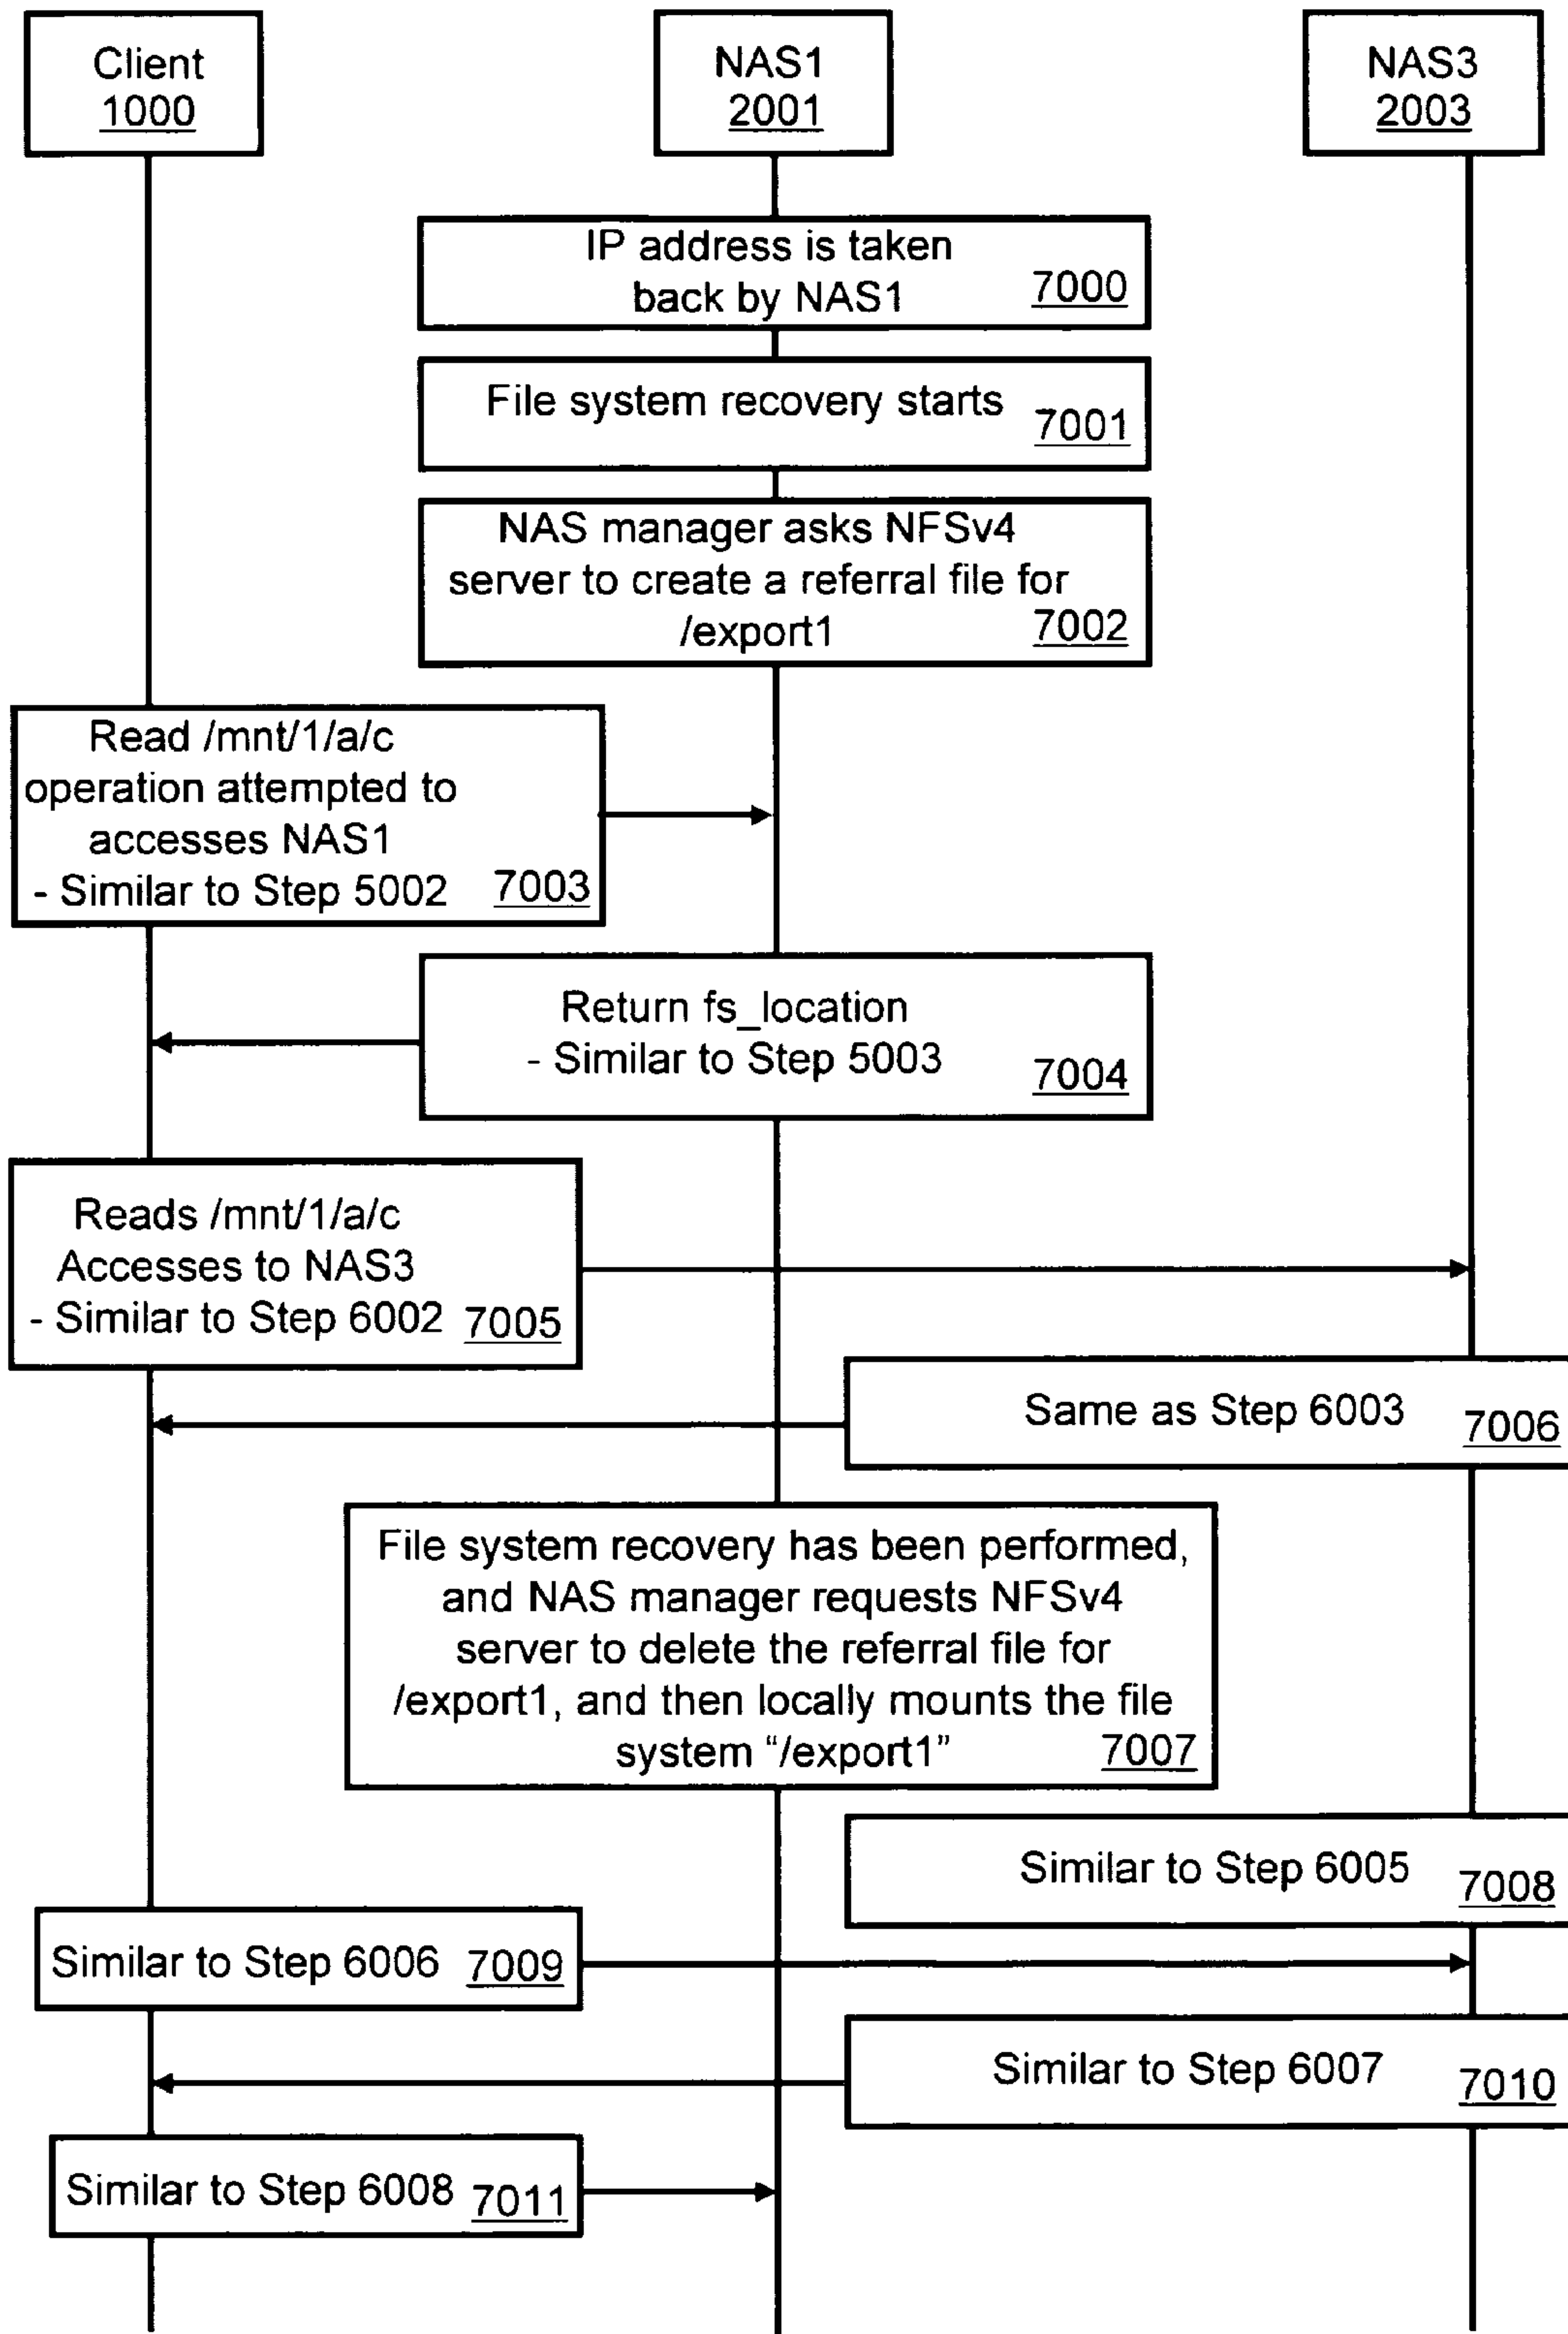 Client
1000
NAS1
2001
NAS3
2003
IP address is taken
back by NAS1
7000
File system recovery starts
7001
NAS manager asks NFSv4
server to create a referral file for
/export1
7002
Read /mnt/1/a/c
operation attempted to
accesses NAS1
- Similar to Step 5002
7003
Return fs_location
- Similar to Step 5003
7004
Reads /mnt/1/a/c
Accesses to NAS3
- Similar to Step 6002
7005
Same as Step 6003
7006
File system recovery has been performed,
and NAS manager requests NFSv4
server to delete the referral file for
/export1, and then locally mounts the file
system “/export1”
7007
Similar to Step 6005
7008
Similar to Step 6006
7009
Similar to Step 6007
7010
Similar to Step 6008
7011